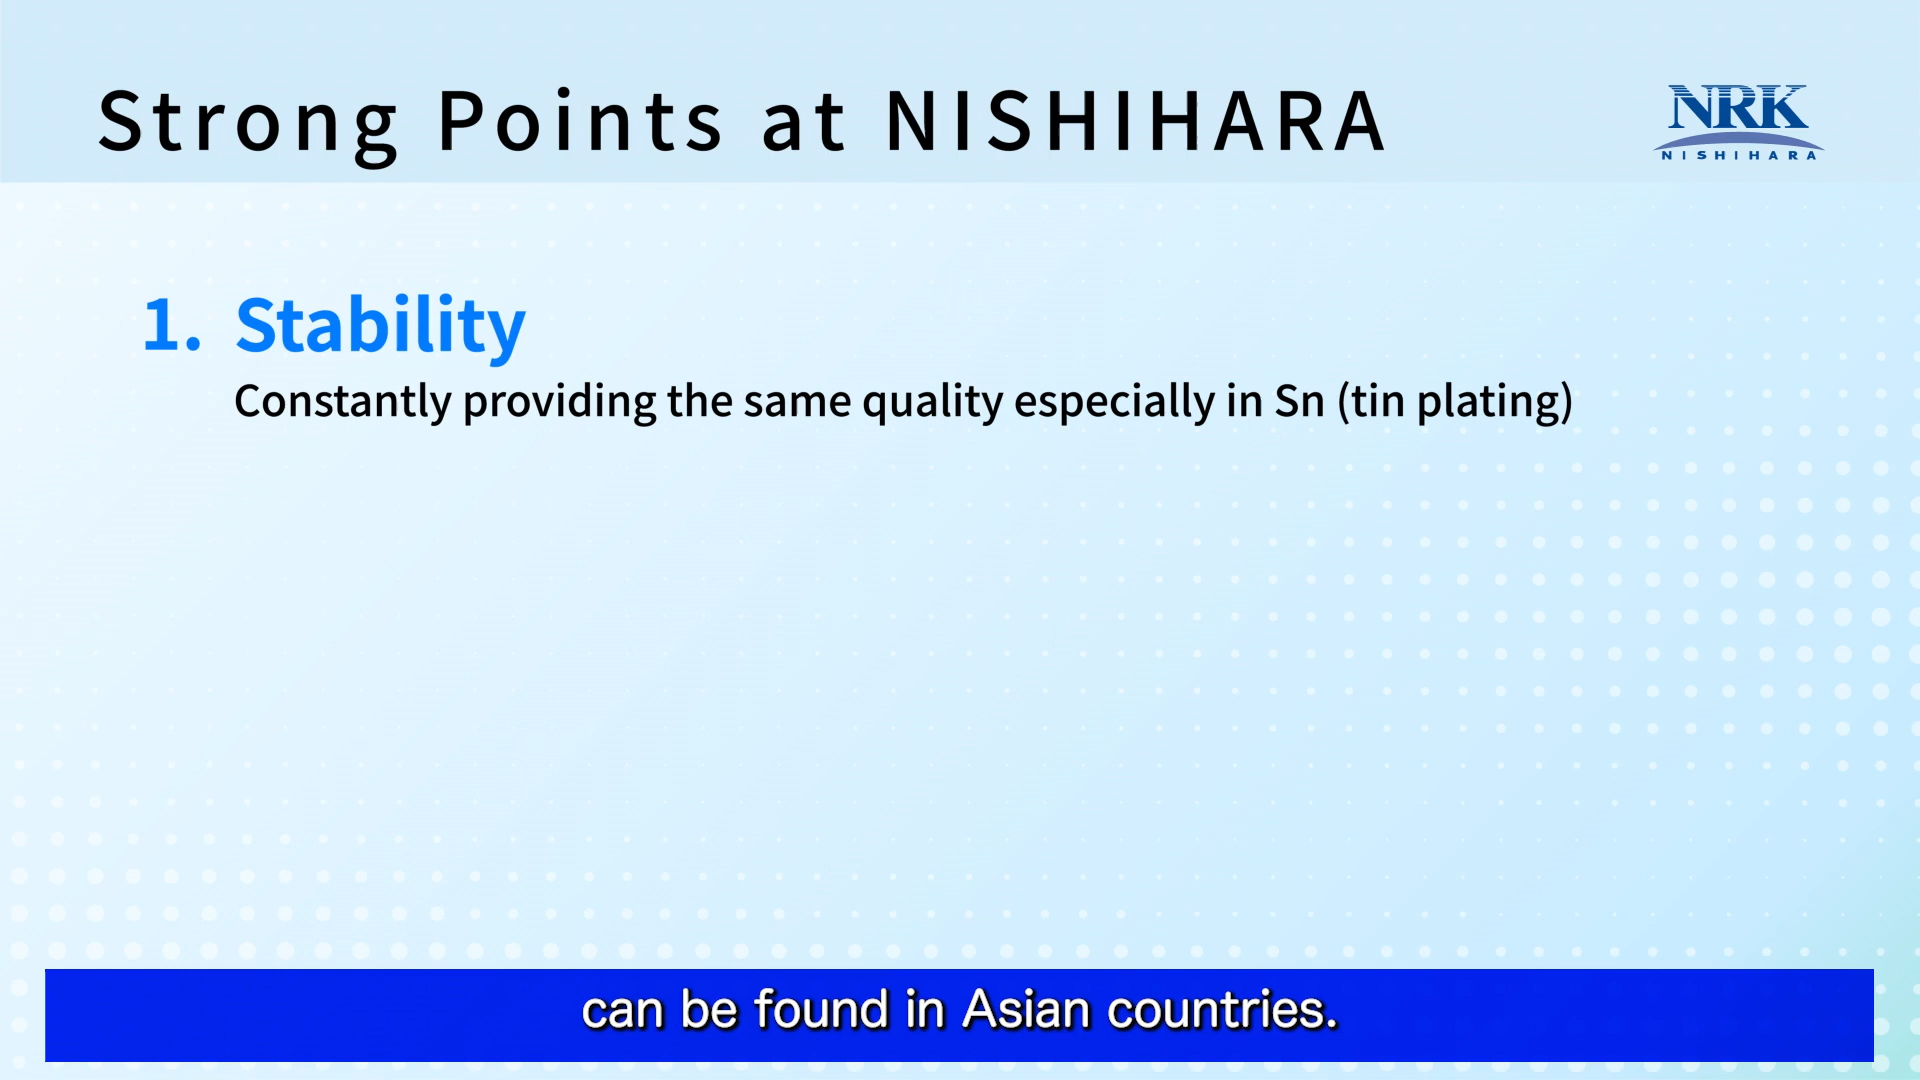 Strong Points at NISHIHARA
NRK
NISHIHARA
1. Stability
Constantly providing the same quality especially in Sn (tin plating)
can be found in Asian countries.